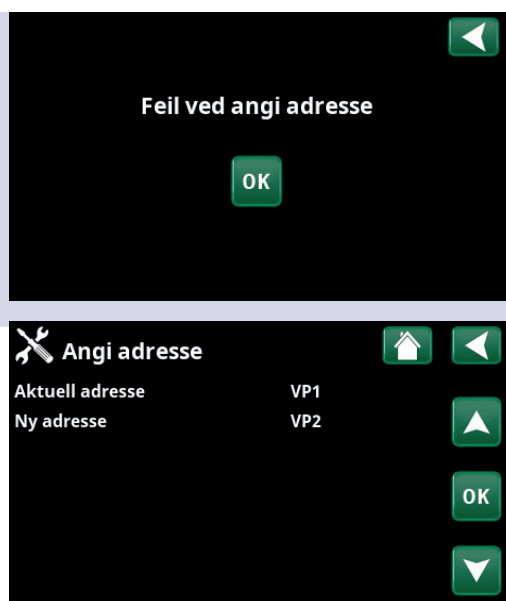 Feil ved angi adresse
OK
Angi adresse
Aktuell adresse VP1
Ny adresse VP2
OK